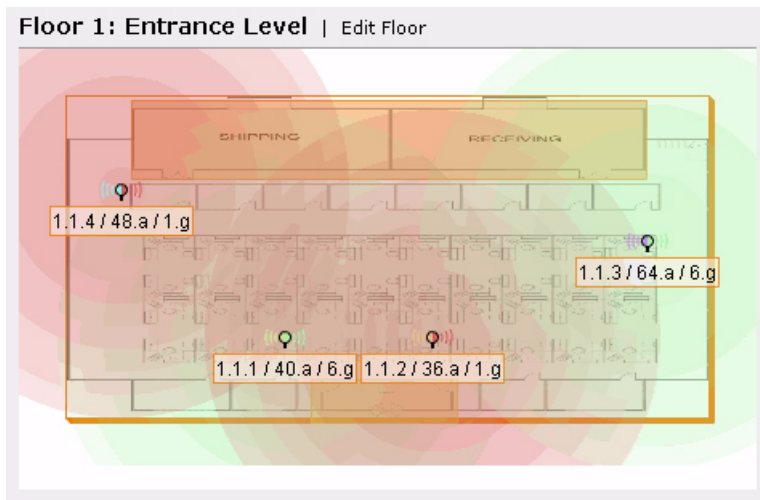 Floor 1: Entrance Level | Edit Floor
SHIPPING
RECEIVING
1.1.4 / 48.a / 1.g
1.1.3 / 64.a / 6.g
1.1.1 / 40.a / 6.g
1.1.2 / 36.a / 1.g